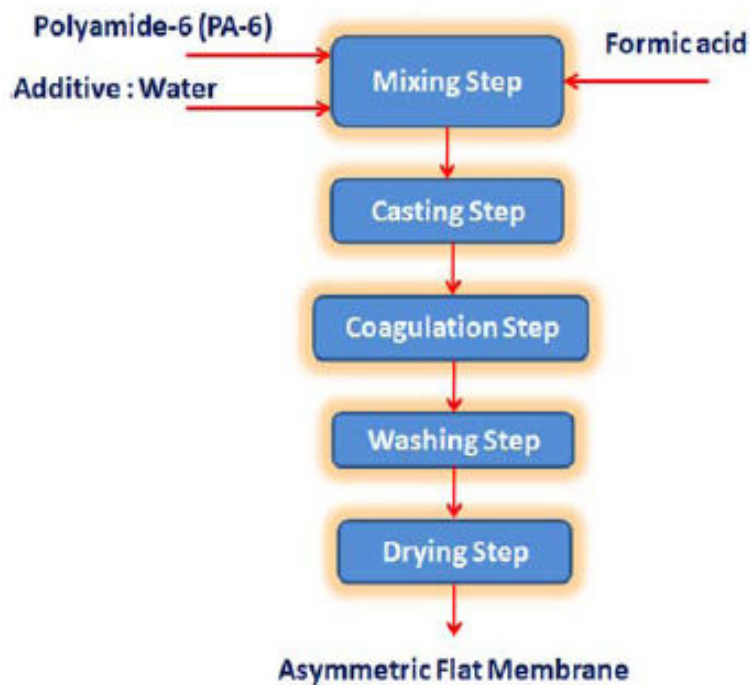 Polyamide-6 (PA-6)
Formic acid
Additive : Water
Mixing Step
Casting Step
Coagulation Step
Washing Step
Drying Step
Asymmetric Flat Membrane